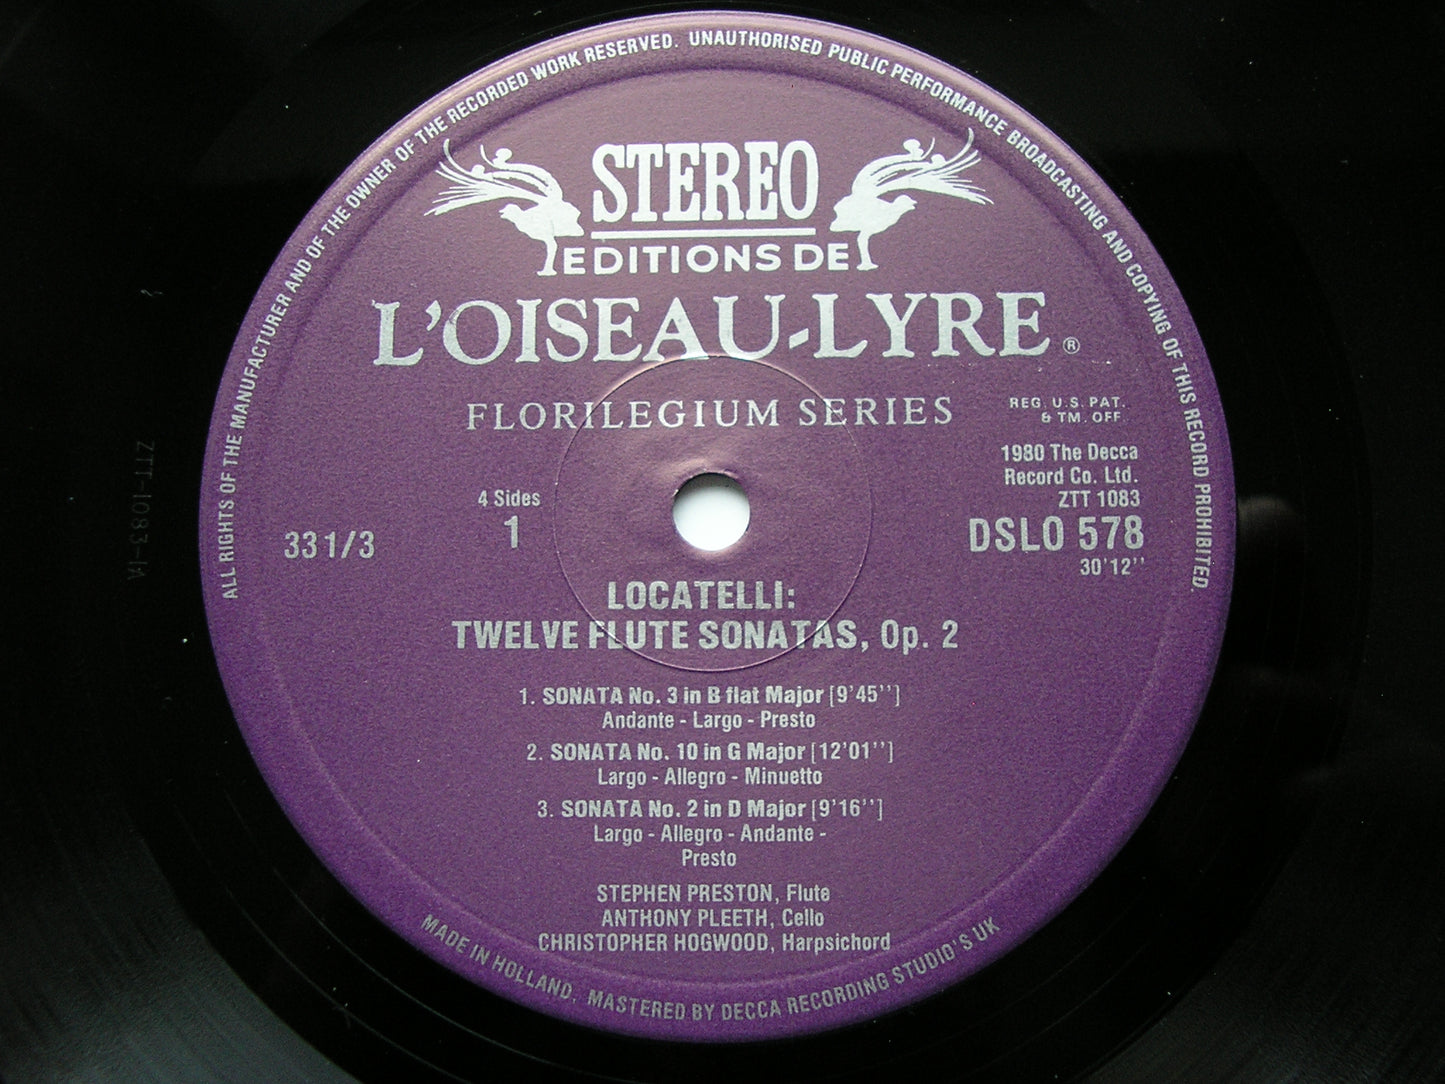 ALL RIGHTS OF THE MANUFACTURER AND OF THE OWNER OF THE RECORDED WORK RESERVED. UNAUTHORISED PUBLIC PERFORMANCE BROADCASTING AND COPYING OF THIS RECORD PROHIBITED.
STEREO
EDITIONS DE
L'OISEAU-LYRE ®
FLORILEGIUM SERIES
REG. U.S. PAT.
& TM. OFF.
1980 The Decca
Record Co. Ltd.
ZTT 1083
4 Sides
1
33 1/3
DSLO 578
30'12''
LOCATELLI:
TWELVE FLUTE SONATAS, Op. 2
1. SONATA No. 3 in B flat Major [9'45'']
Andante - Largo - Presto
2. SONATA No. 10 in G Major [12'01'']
Largo - Allegro - Minuetto
3. SONATA No. 2 in D Major [9'16'']
Largo - Allegro - Andante -
Presto
STEPHEN PRESTON, Flute
ANTHONY PLEETH, Cello
CHRISTOPHER HOGWOOD, Harpsichord
MADE IN HOLLAND, MASTERED BY DECCA RECORDING STUDIO'S UK
ZTT-1083-1A